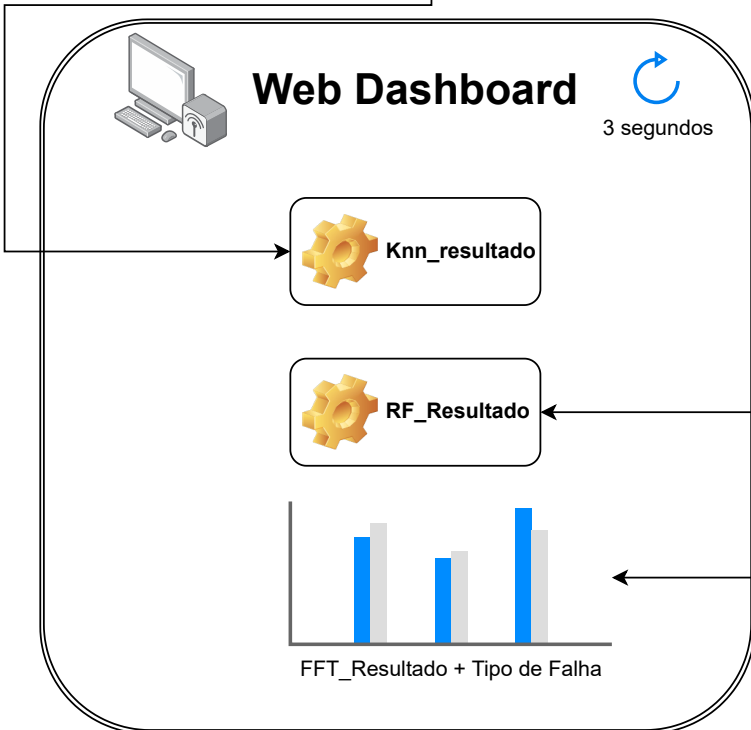 Web Dashboard
3 segundos
Knn_resultado
RF_Resultado
FFT_Resultado + Tipo de Falha